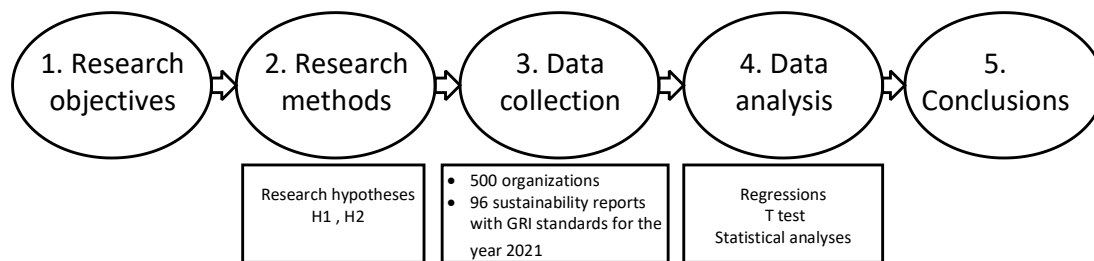 1. Research
objectives
2. Research
methods
3. Data
collection
4. Data
analysis
5.
Conclusions
Research hypotheses
H1 , H2
• 500 organizations
• 96 sustainability reports
with GRI standards for the
year 2021
Regressions
T test
Statistical analyses